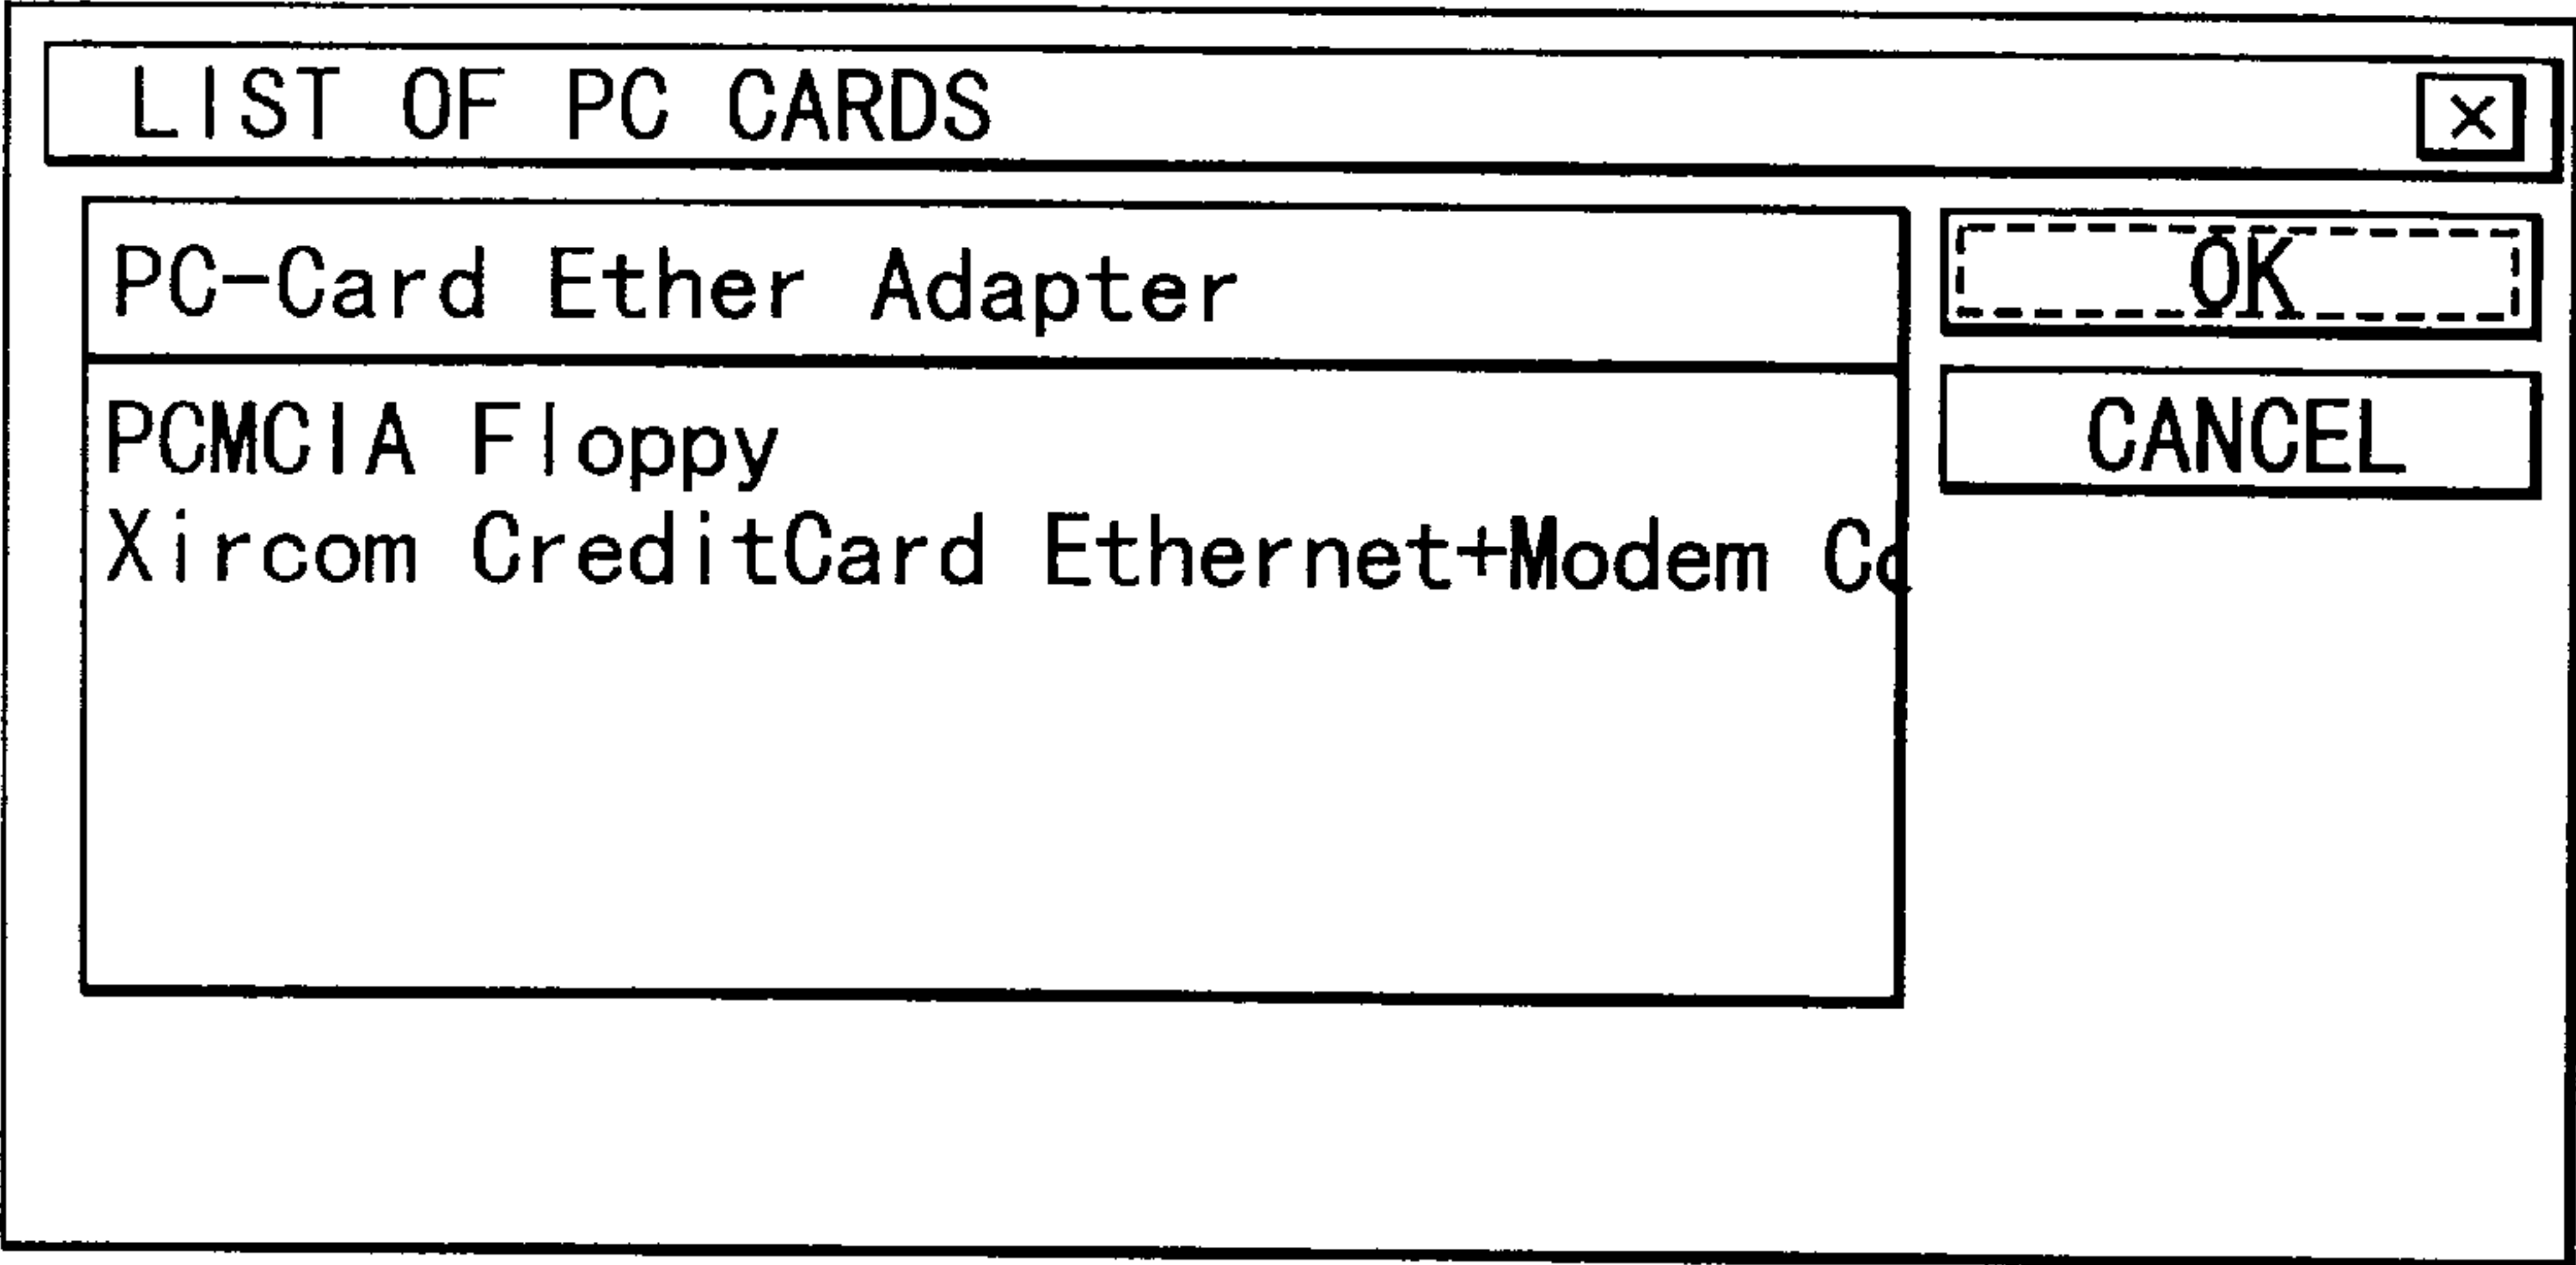 LIST OF PC CARDS
PC-Card Ether Adapter
OK
PCMCIA Floppy
CANCEL
Xircom CreditCard Ethernet+Modem